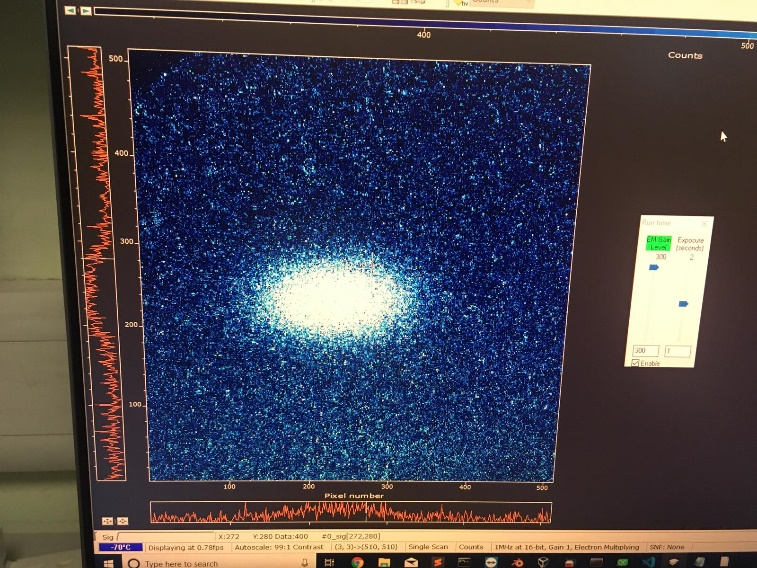 Counts
400
500
Counts
500
400
300
200
100
100
200
300
400
500
Pixel number
Run time
EM Gain Level
Exposure (seconds)
300
2
300
1
Enable
Sig
X:272 Y:280 Data:400 #0_sig[272,280]
-70°C Displaying at 0.78fps Autoscale: 99:1 Contrast (3, 3)->(510, 510) Single Scan Counts 1MHz at 16-bit, Gain 1, Electron Multiplying SNF: None
Type here to search